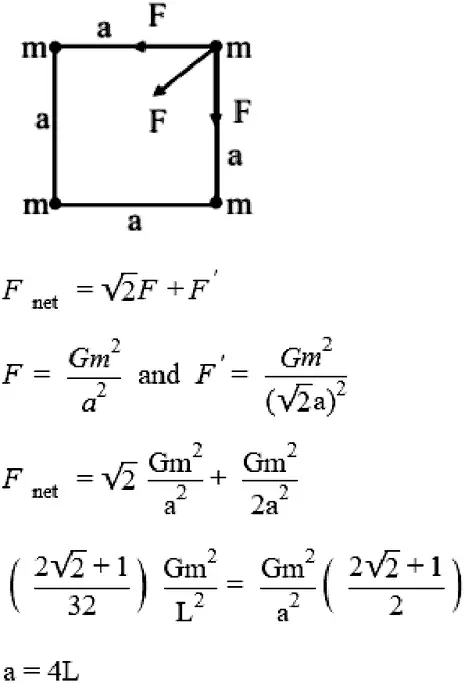 a F
m m
a F F
a
m m
a
F net = √2F + F′
F = Gm²/a² and F′ = Gm²/(√2a)²
F net = √2 Gm²/a² + Gm²/2a²
((2√2 + 1)/32) Gm²/L² = Gm²/a² ((2√2 + 1)/2)
a = 4L